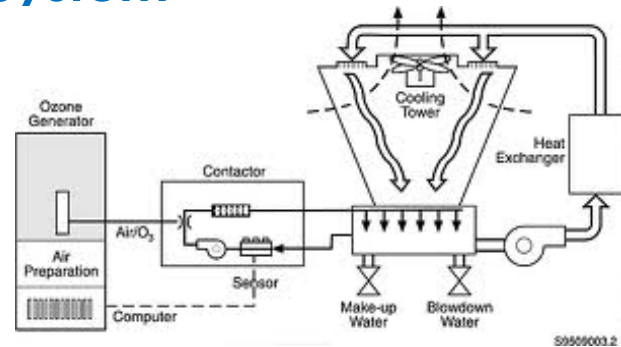 Ozone
Generator
Air
Preparation
Computer
Air/O3
Contactor
Sensor
Cooling
Tower
Heat
Exchanger
Make-up
Water
Blowdown
Water
S9509003.2